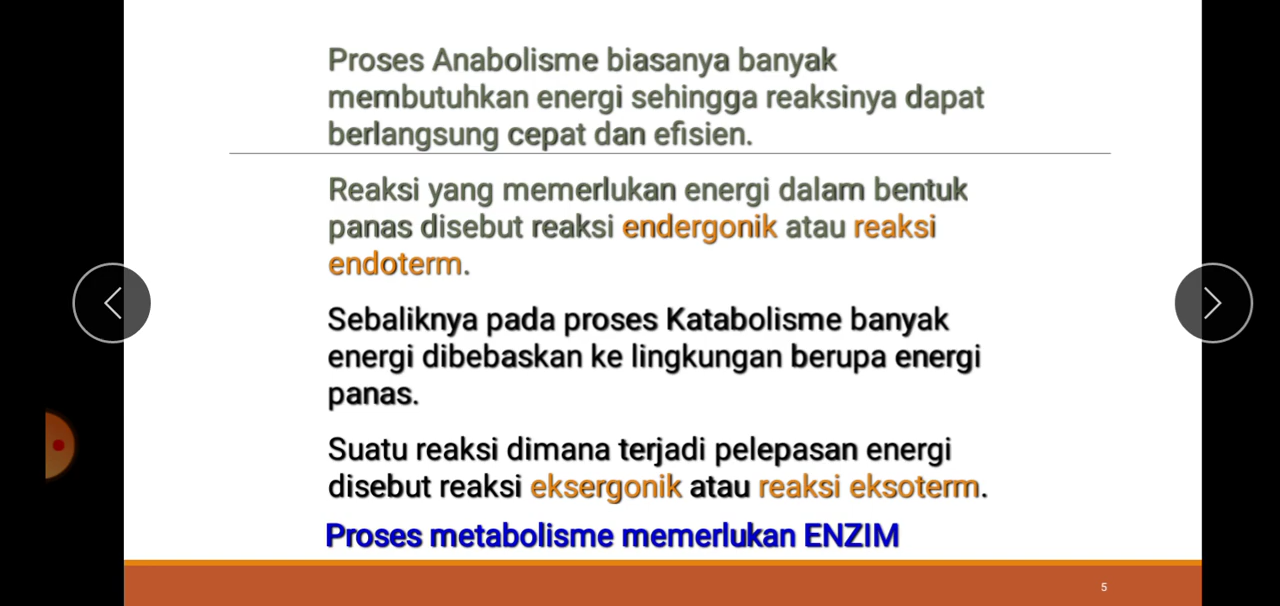 Proses Anabolisme biasanya banyak
membutuhkan energi sehingga reaksinya dapat
berlangsung cepat dan efisien.
Reaksi yang memerlukan energi dalam bentuk
panas disebut reaksi endergonik atau reaksi
endoterm.
Sebaliknya pada proses Katabolisme banyak
energi dibebaskan ke lingkungan berupa energi
panas.
Suatu reaksi dimana terjadi pelepasan energi
disebut reaksi eksergonik atau reaksi eksoterm.
Proses metabolisme memerlukan ENZIM
5